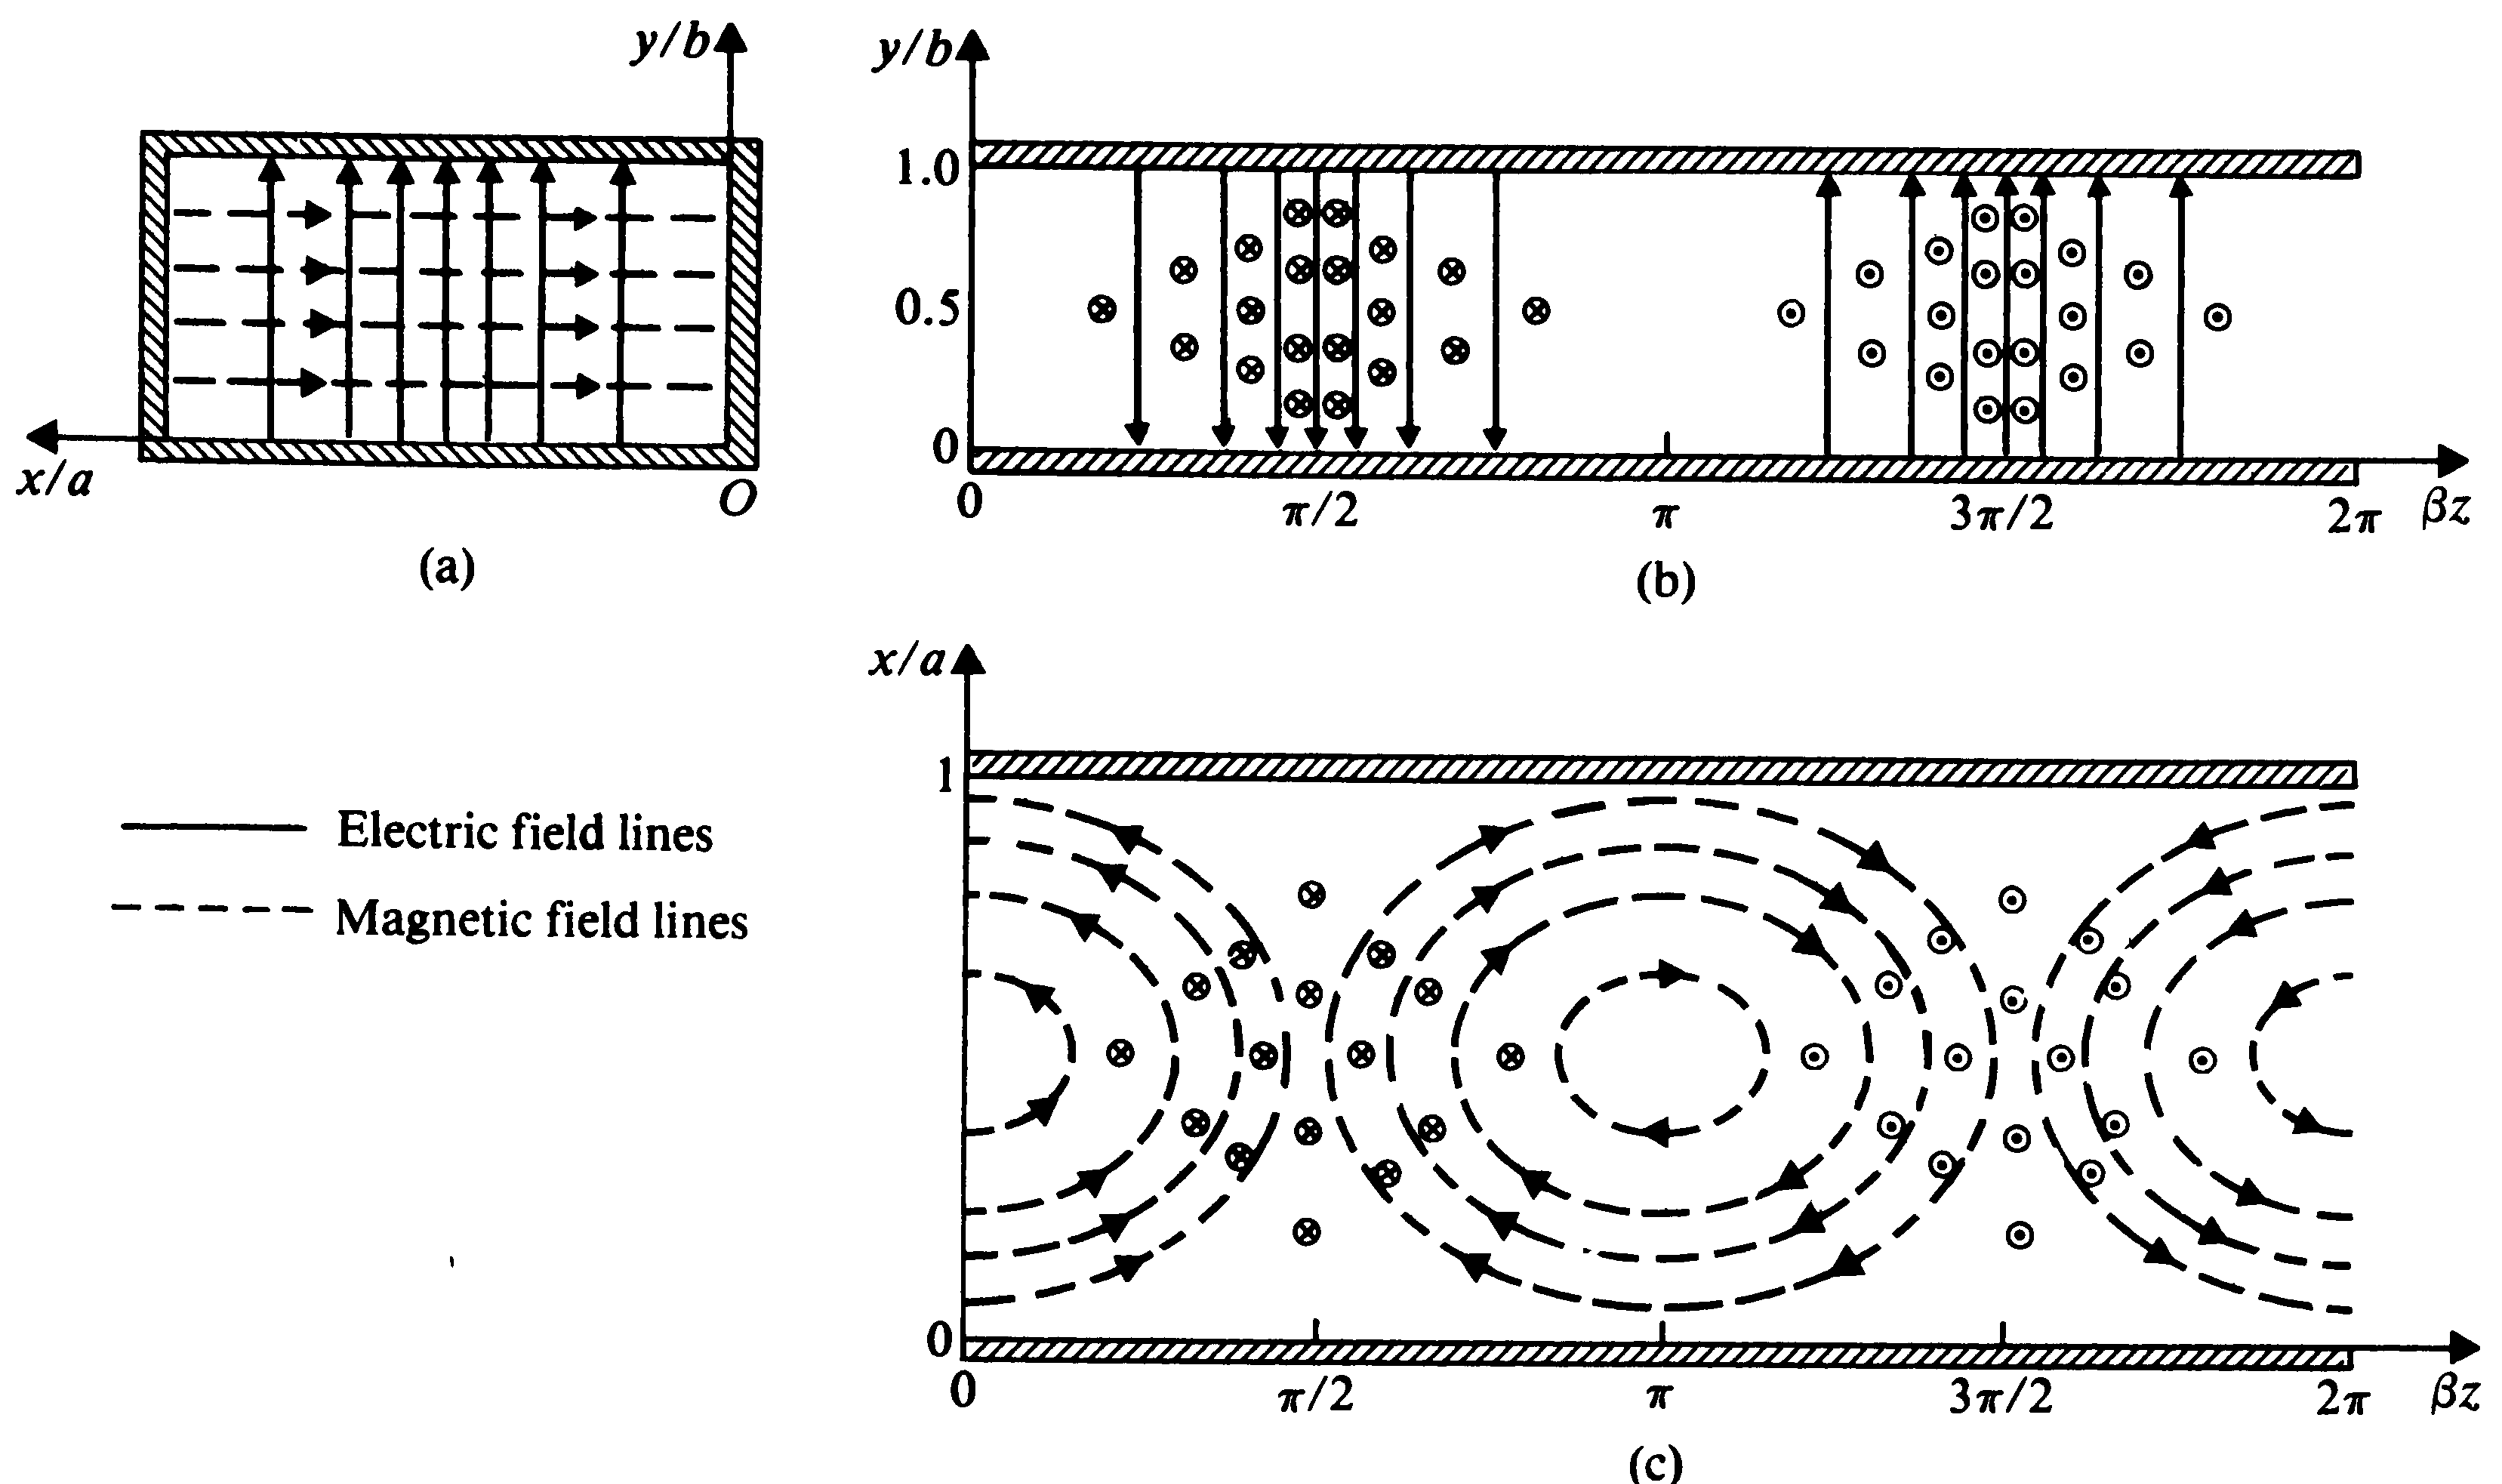 y/b
x/a
O
(a)
y/b
1.0
0.5
0
0
π/2
π
3π/2
2π
βz
(b)
Electric field lines
Magnetic field lines
x/a
1
0
0
π/2
π
3π/2
2π
βz
(c)